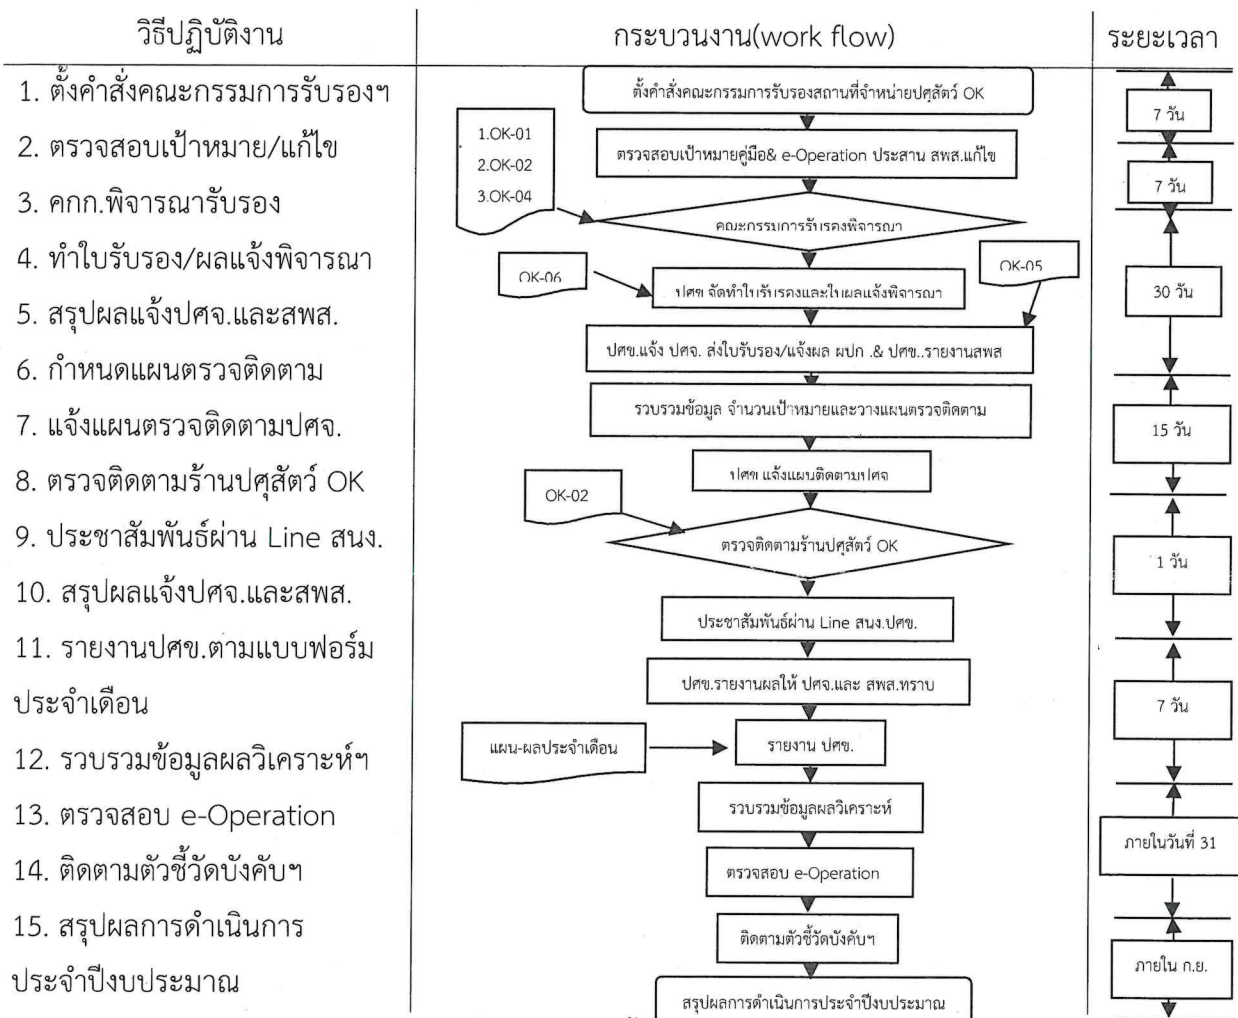 วิธีปฏิบัติงาน
กระบวนงาน(work flow)
ระยะเวลา
1. ตั้งคำสั่งคณะกรรมการรับรองฯ
2. ตรวจสอบเป้าหมาย/แก้ไข
3. คกก.พิจารณารับรอง
4. ทำใบรับรอง/ผลแจ้งพิจารณา
5. สรุปผลแจ้งปศจ.และสพส.
6. กำหนดแผนตรวจติดตาม
7. แจ้งแผนตรวจติดตามปศจ.
8. ตรวจติดตามร้านปศุสัตว์ OK
9. ประชาสัมพันธ์ผ่าน Line สนง.
10. สรุปผลแจ้งปศจ.และสพส.
11. รายงานปศข.ตามแบบฟอร์ม
ประจำเดือน
12. รวบรวมข้อมูลผลวิเคราะห์ฯ
13. ตรวจสอบ e-Operation
14. ติดตามตัวชี้วัดบังคับฯ
15. สรุปผลการดำเนินการ
ประจำปีงบประมาณ
ตั้งคำสั่งคณะกรรมการรับรองสถานที่จำหน่ายปศุสัตว์ OK
1.OK-01
2.OK-02
3.OK-04
ตรวจสอบเป้าหมายคู่มือ& e-Operation ประสาน สพส.แก้ไข
คณะกรรมการรับรองพิจารณา
OK-06
OK-05
ปศข จัดทำใบรับรองและใบผลแจ้งพิจารณา
ปศข.แจ้ง ปศจ. ส่งใบรับรอง/แจ้งผล ผปก .& ปศข..รายงานสพส
รวบรวมข้อมูล จำนวนเป้าหมายและวางแผนตรวจติดตาม
ปศข แจ้งแผนติดตามปศจ
OK-02
ตรวจติดตามร้านปศุสัตว์ OK
ประชาสัมพันธ์ผ่าน Line สนง.ปศข.
ปศข.รายงานผลให้ ปศจ.และ สพส.ทราบ
แผน-ผลประจำเดือน
รายงาน ปศข.
รวบรวมข้อมูลผลวิเคราะห์
ตรวจสอบ e-Operation
ติดตามตัวชี้วัดบังคับฯ
สรุปผลการดำเนินการประจำปีงบประมาณ
7 วัน
7 วัน
30 วัน
15 วัน
1 วัน
7 วัน
ภายในวันที่ 31
ภายใน ก.ย.